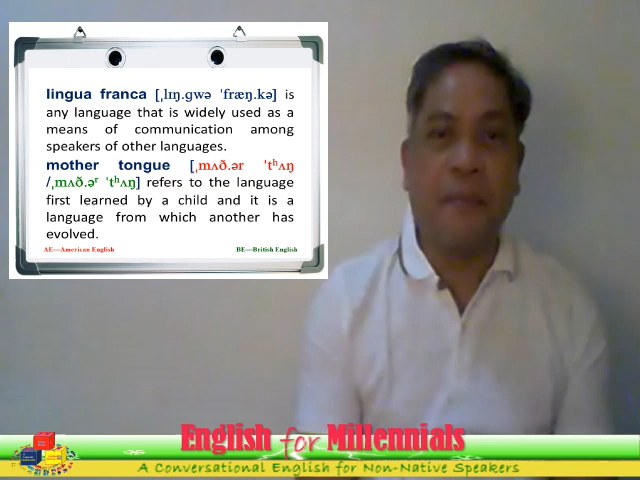 lingua franca [ˌlɪŋ.ɡwə ˈfræŋ.kə] is
any language that is widely used as a
means of communication among
speakers of other languages.
mother tongue [ˌmʌð.ər ˈtʰʌŋ
/ˌmʌð.əʳ ˈtʰʌŋ] refers to the language
first learned by a child and it is a
language from which another has
evolved.
AE—American English
BE—British English
English for Millennials
A Conversational English for Non-Native Speakers